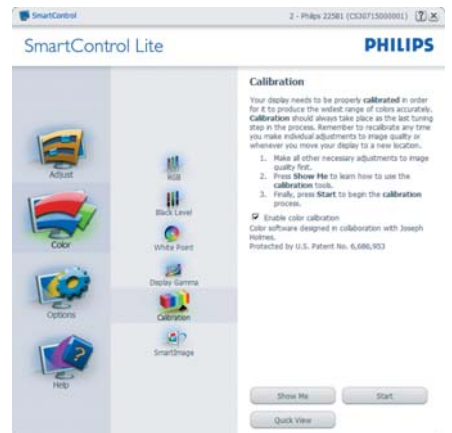 SmartControl
2 - Philips 225B1 (CS30715000001)
SmartControl Lite
PHILIPS
Adjust
Color
Options
Help
RGB
Black Level
White Point
Display Gamma
Calibration
SmartImage
Calibration
Your display needs to be properly calibrated in order
for it to produce the widest range of colors accurately.
Calibration should always take place as the last tuning
step in the process. Remember to recalibrate any time
you make individual adjustments to image quality or
whenever you move your display to a new location.
1. Make all other necessary adjustments to image
quality first.
2. Press Show Me to learn how to use the
calibration tools.
3. Finally, press Start to begin the calibration
process.
Enable color calibration
Color software designed in collaboration with Joseph
Holmes.
Protected by U.S. Patent No. 6,686,953
Show Me
Start
Quick View